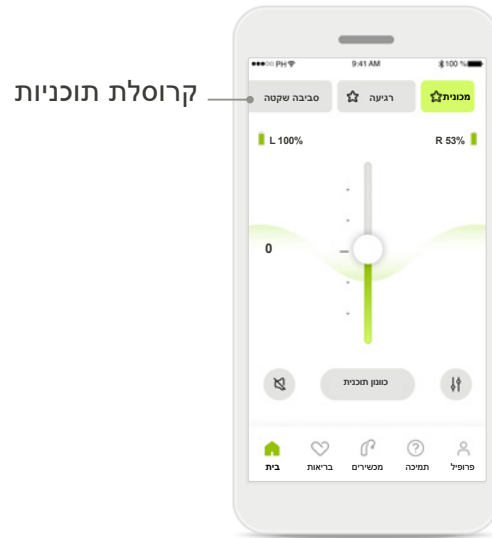 קרוסלת תוכניות
PH 9:41 AM 100 %
סביבה שקטה רגיעה מכונית
L 100% R 53%
0
כוונון תוכנית
בית בריאות מכשירים תמיכה פרופיל